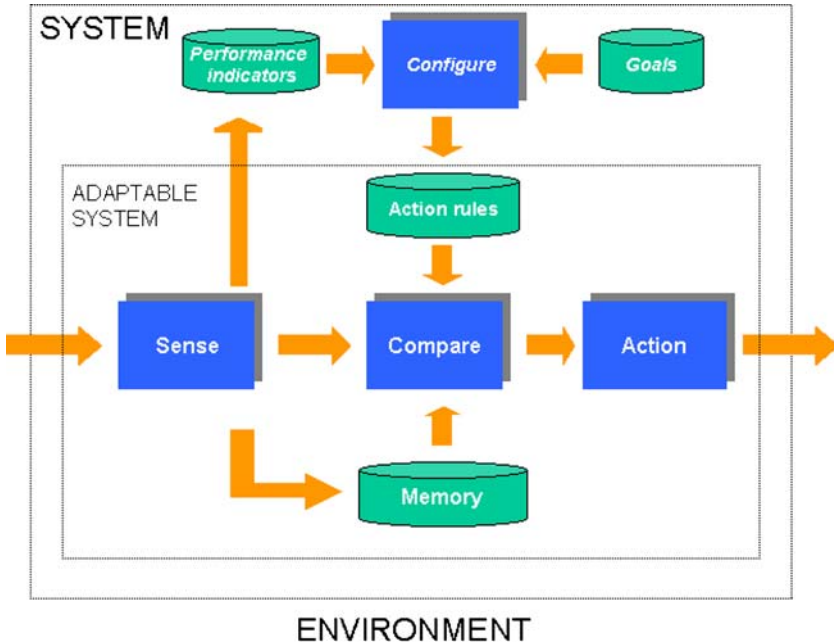 SYSTEM
Performance
indicators
Configure
Goals
ADAPTABLE
SYSTEM
Action rules
Sense
Compare
Action
Memory
ENVIRONMENT